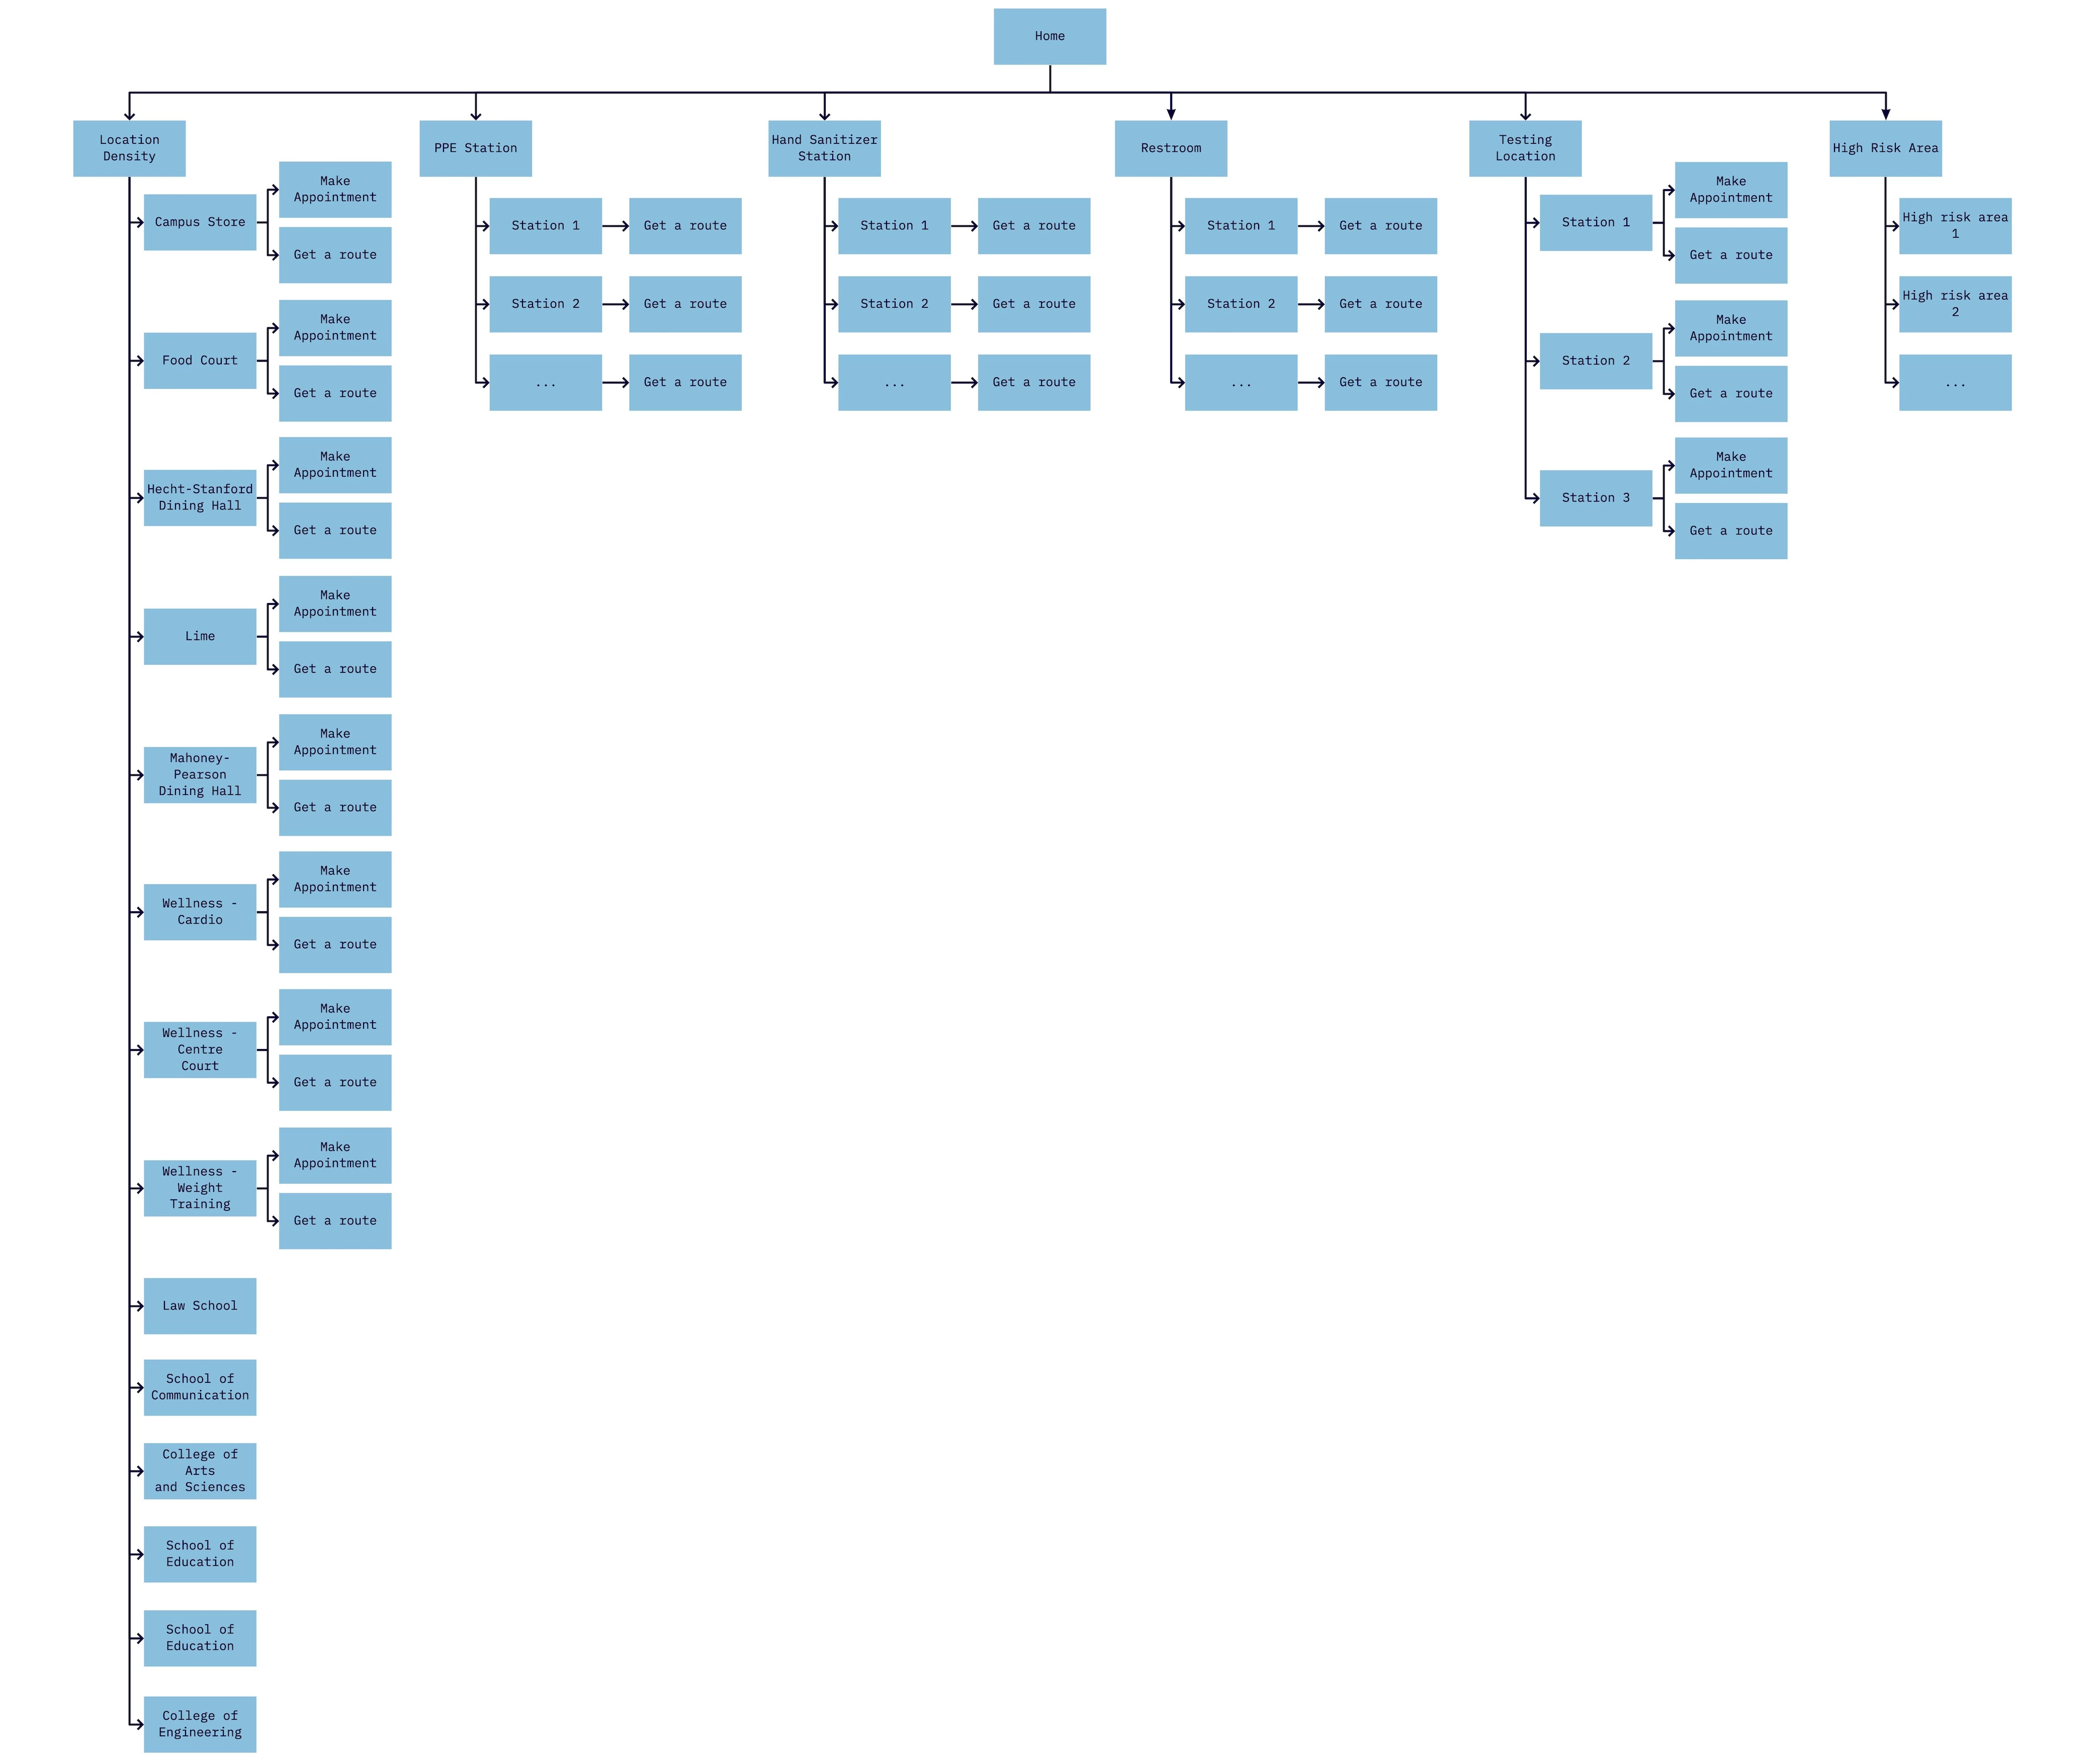 Home
Location
Density
PPE Station
Hand Sanitizer
Station
Restroom
Testing
Location
High Risk Area
Campus Store
Make
Appointment
Get a route
Food Court
Make
Appointment
Get a route
Hecht-Stanford
Dining Hall
Make
Appointment
Get a route
Lime
Make
Appointment
Get a route
Mahoney-
Pearson
Dining Hall
Make
Appointment
Get a route
Wellness -
Cardio
Make
Appointment
Get a route
Wellness -
Centre
Court
Make
Appointment
Get a route
Wellness -
Weight
Training
Make
Appointment
Get a route
Law School
School of
Communication
College of
Arts
and Sciences
School of
Education
School of
Education
College of
Engineering
Station 1
Get a route
Station 2
Get a route
...
Get a route
Station 1
Get a route
Station 2
Get a route
...
Get a route
Station 1
Get a route
Station 2
Get a route
...
Get a route
Station 1
Make
Appointment
Get a route
Station 2
Make
Appointment
Get a route
Station 3
Make
Appointment
Get a route
High risk area
1
High risk area
2
...